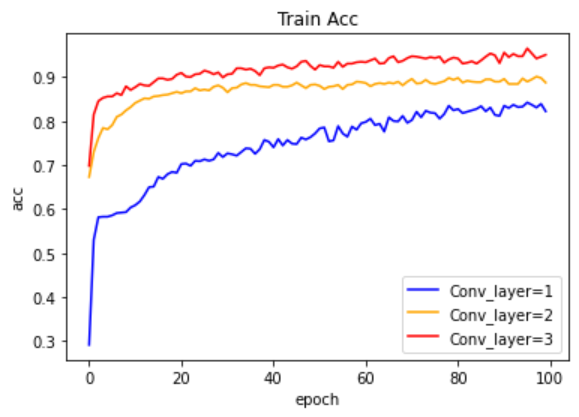 Train Acc
acc
0.9
0.8
0.7
0.6
0.5
0.4
0.3
Conv_layer=1
Conv_layer=2
Conv_layer=3
0 20 40 60 80 100
epoch